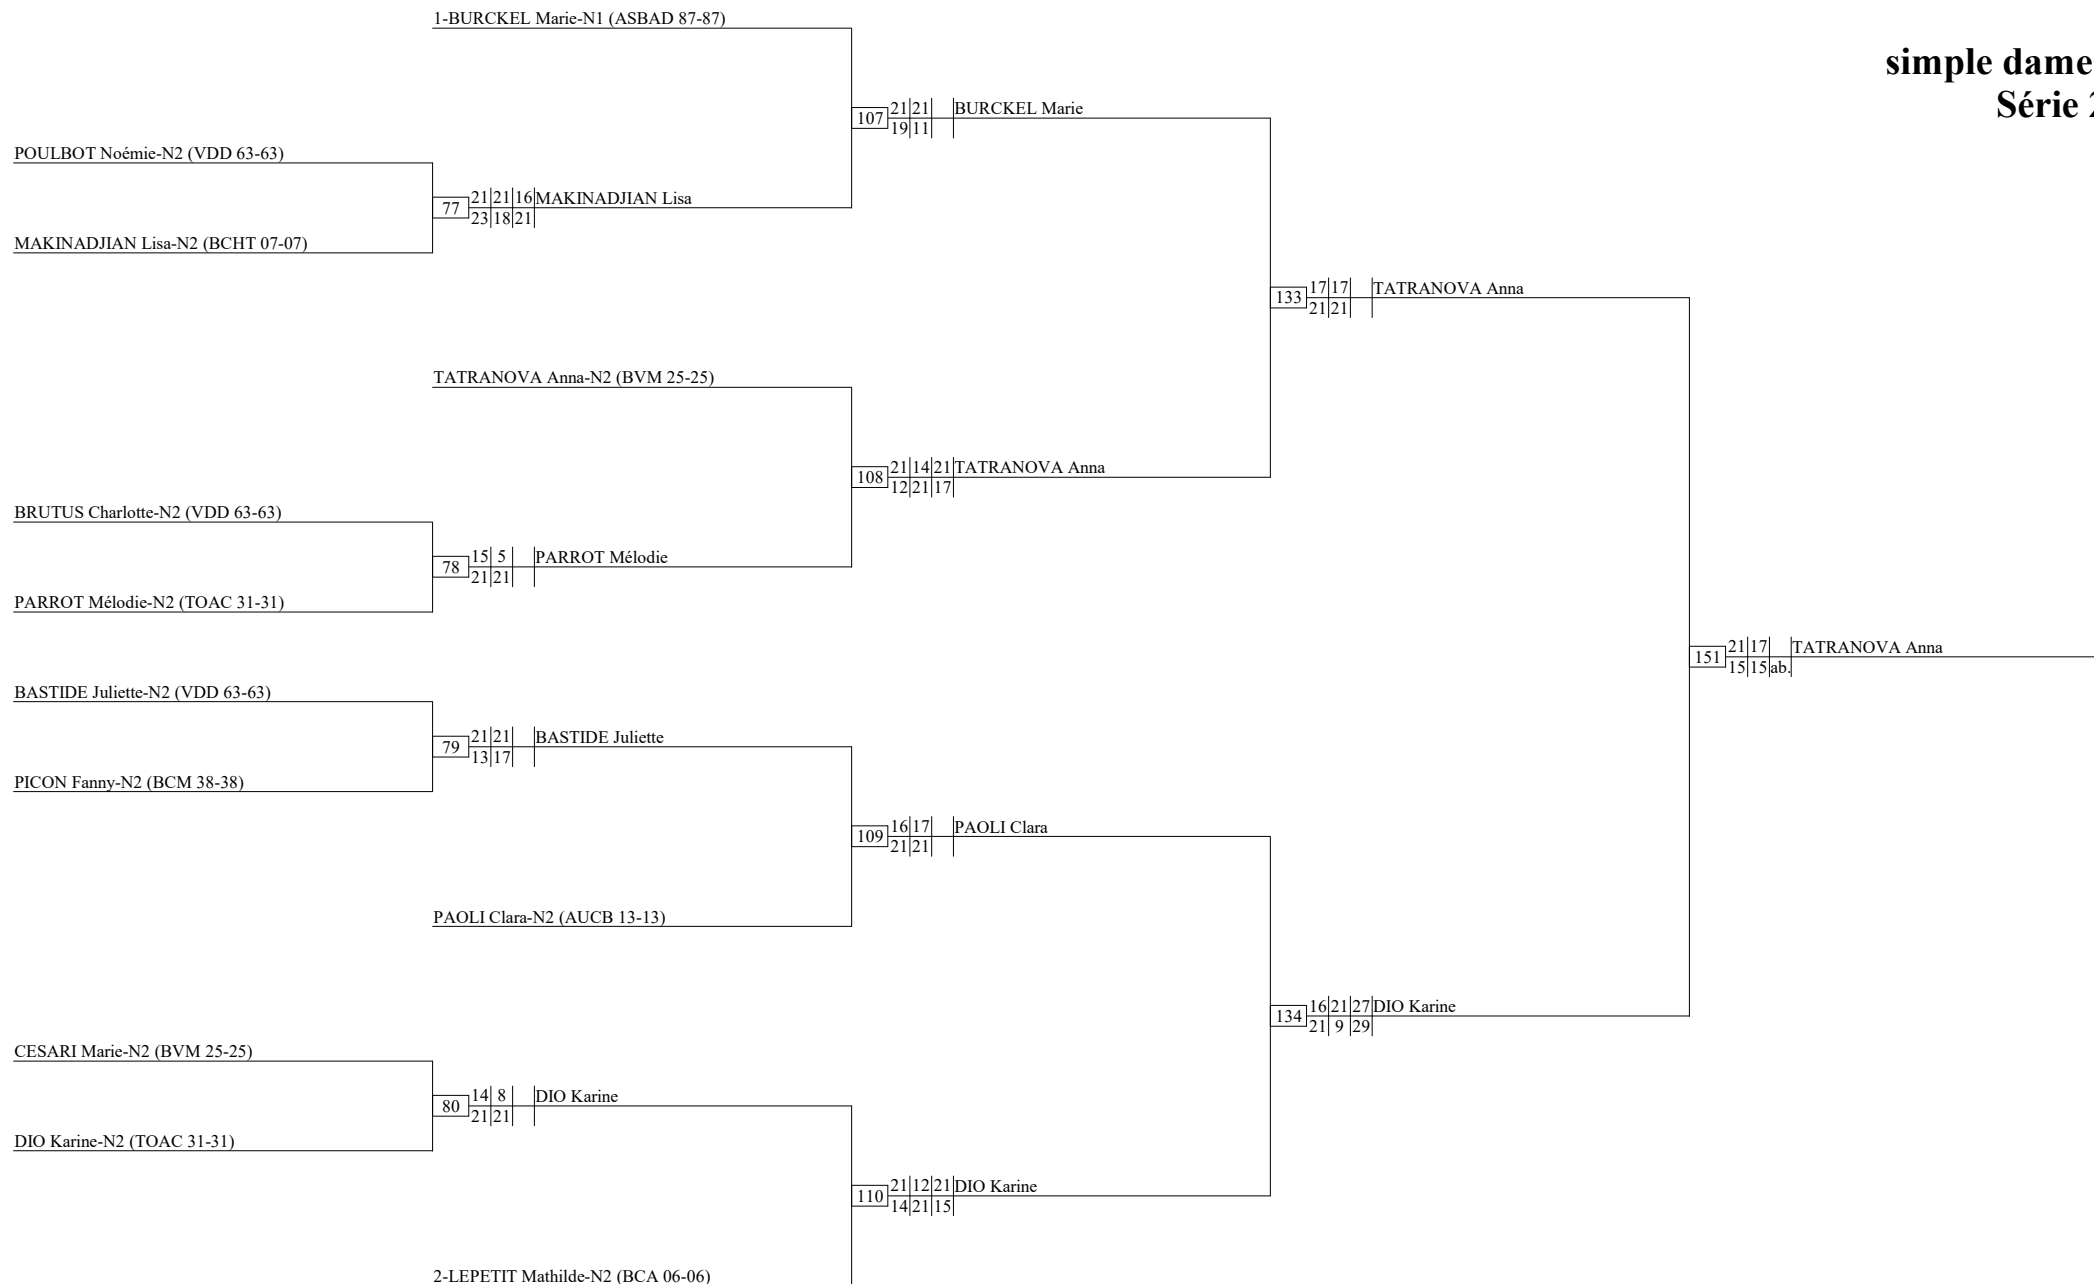 1-BURCKEL Marie-N1 (ASBAD 87-87)
simple dame
Série 2
107 21 21 BURCKEL Marie
19 11
POULBOT Noémie-N2 (VDD 63-63)
77 21 21 16 MAKINADJIAN Lisa
23 18 21
MAKINADJIAN Lisa-N2 (BCHT 07-07)
133 17 17 TATRANOVA Anna
21 21
TATRANOVA Anna-N2 (BVM 25-25)
108 21 14 21 TATRANOVA Anna
12 21 17
BRUTUS Charlotte-N2 (VDD 63-63)
78 15 5 PARROT Mélodie
21 21
PARROT Mélodie-N2 (TOAC 31-31)
151 21 17 TATRANOVA Anna
15 15 ab.
BASTIDE Juliette-N2 (VDD 63-63)
79 21 21 BASTIDE Juliette
13 17
PICON Fanny-N2 (BCM 38-38)
109 16 17 PAOLI Clara
21 21
PAOLI Clara-N2 (AUCB 13-13)
134 16 21 27 DIO Karine
21 9 29
CESARI Marie-N2 (BVM 25-25)
80 14 8 DIO Karine
21 21
DIO Karine-N2 (TOAC 31-31)
110 21 12 21 DIO Karine
14 21 15
2-LEPETIT Mathilde-N2 (BCA 06-06)